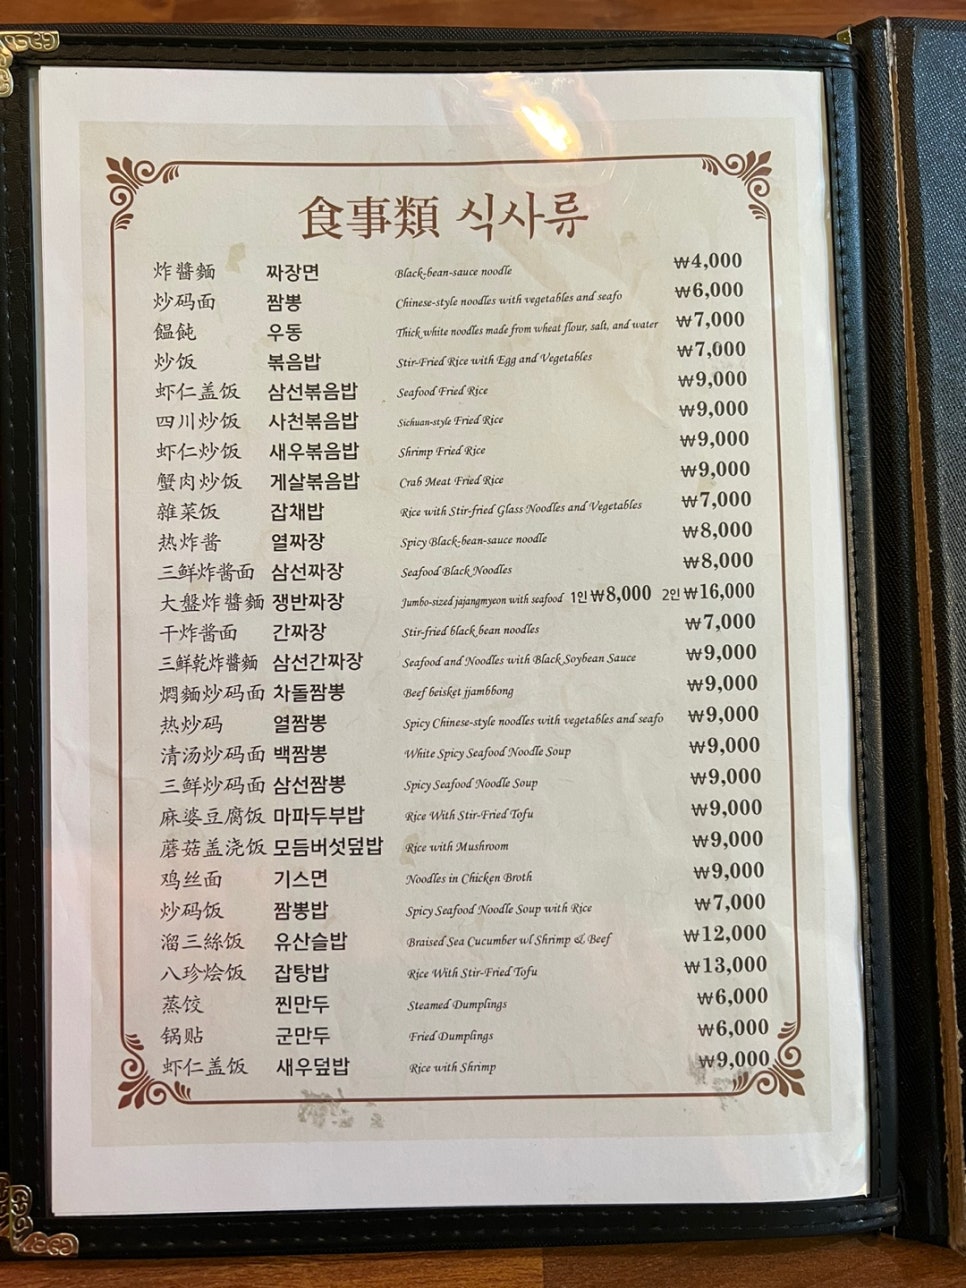 食事類 식사류
炸醬麵 짜장면 Black-bean-sauce noodle ₩4,000
炒码面 짬뽕 Chinese-style noodles with vegetables and seafo ₩6,000
饂飩 우동 Thick white noodles made from wheat flour, salt, and water ₩7,000
炒饭 볶음밥 Stir-Fried Rice with Egg and Vegetables ₩7,000
虾仁盖饭 삼선볶음밥 Seafood Fried Rice ₩9,000
四川炒饭 사천볶음밥 Sichuan-style Fried Rice ₩9,000
虾仁炒饭 새우볶음밥 Shrimp Fried Rice ₩9,000
蟹肉炒饭 게살볶음밥 Crab Meat Fried Rice ₩9,000
雜菜饭 잡채밥 Rice with Stir-fried Glass Noodles and Vegetables ₩7,000
热炸酱 열짜장 Spicy Black-bean-sauce noodle ₩8,000
三鲜炸酱面 삼선짜장 Seafood Black Noodles ₩8,000
大盤炸醬麵 쟁반짜장 Jumbo-sized jajangmyeon with seafood 1인 ₩8,000 2인 ₩16,000
干炸酱面 간짜장 Stir-fried black bean noodles ₩7,000
三鲜乾炸醬麵 삼선간짜장 Seafood and Noodles with Black Soybean Sauce ₩9,000
燜麵炒码面 차돌짬뽕 Beef beisket jjambbong ₩9,000
热炒码 열짬뽕 Spicy Chinese-style noodles with vegetables and seafo ₩9,000
清汤炒码面 백짬뽕 White Spicy Seafood Noodle Soup ₩9,000
三鲜炒码面 삼선짬뽕 Spicy Seafood Noodle Soup ₩9,000
麻婆豆腐饭 마파두부밥 Rice With Stir-Fried Tofu ₩9,000
蘑菇盖浇饭 모듬버섯덮밥 Rice with Mushroom ₩9,000
鸡丝面 기스면 Noodles in Chicken Broth ₩9,000
炒码饭 짬뽕밥 Spicy Seafood Noodle Soup with Rice ₩7,000
溜三絲饭 유산슬밥 Braised Sea Cucumber w/ Shrimp & Beef ₩12,000
八珍烩饭 잡탕밥 Rice With Stir-Fried Tofu ₩13,000
蒸饺 찐만두 Steamed Dumplings ₩6,000
锅贴 군만두 Fried Dumplings ₩6,000
虾仁盖饭 새우덮밥 Rice with Shrimp ₩9,000